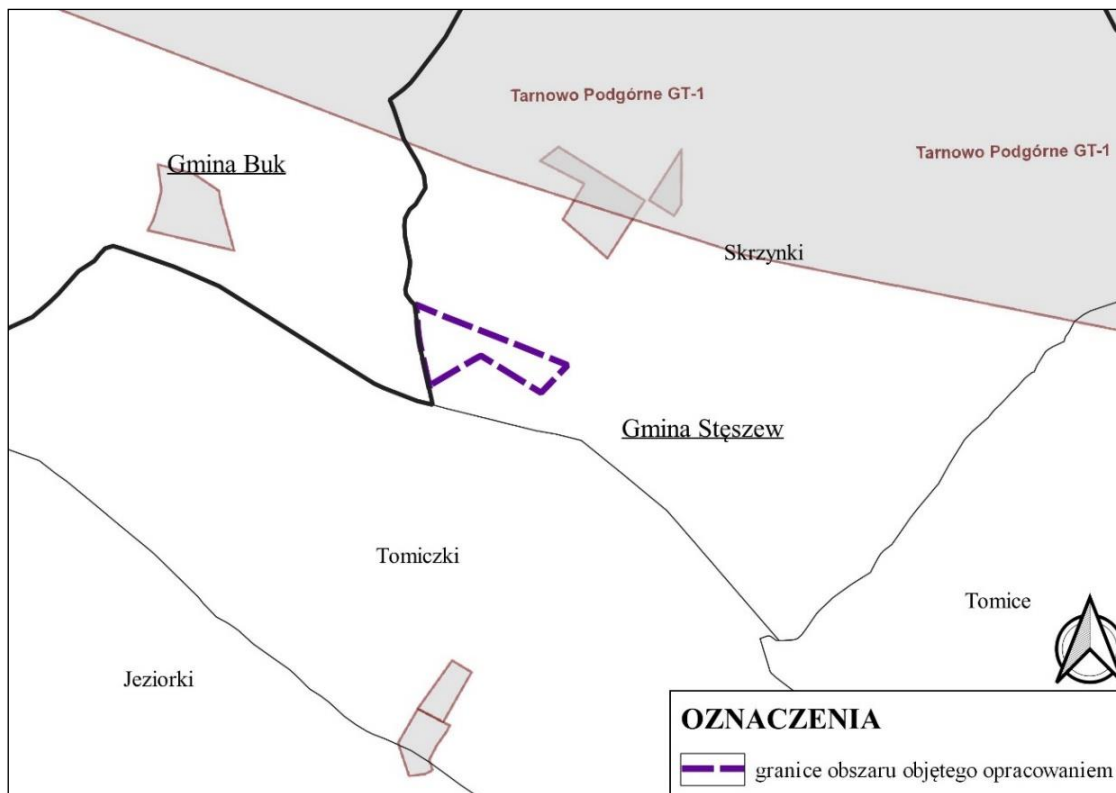 Tarnowo Podgórne GT-1
Tarnowo Podgórne GT-1
Gmina Buk
Skrzynki
Gmina Stęszew
Tomiczki
Tomice
Jeziorki
OZNACZENIA
granice obszaru objętego opracowaniem